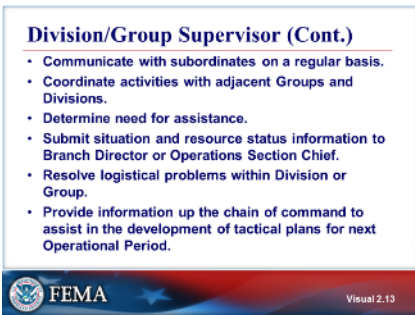 Division/Group Supervisor (Cont.)
• Communicate with subordinates on a regular basis.
• Coordinate activities with adjacent Groups and
Divisions.
• Determine need for assistance.
• Submit situation and resource status information to
Branch Director or Operations Section Chief.
• Resolve logistical problems within Division or
Group.
• Provide information up the chain of command to
assist in the development of tactical plans for next
Operational Period.
FEMA
Visual 2.13